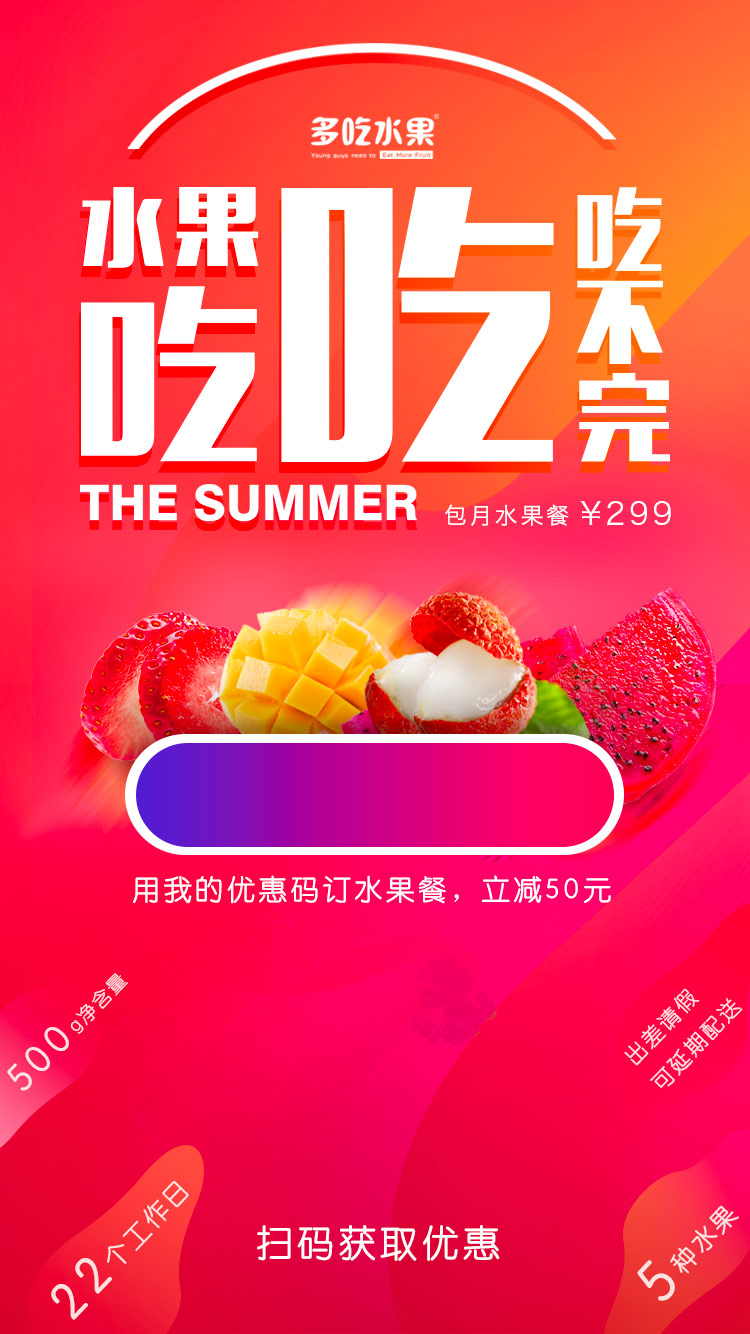 多吃水果®
Young guys need to Eat More Fruit
水果
吃吃
吃不完
THE SUMMER
包月水果餐 ¥299
用我的优惠码订水果餐，立减50元
500g净含量
出差请假
可延期配送
22个工作日
5种水果
扫码获取优惠